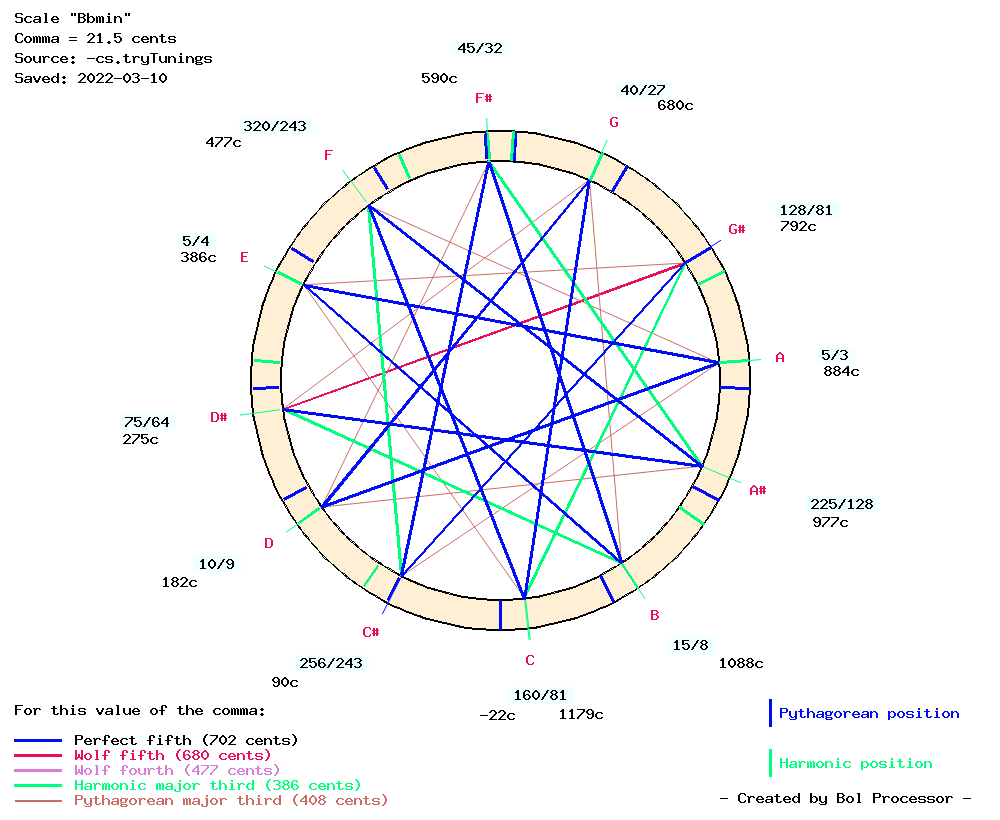 Scale "Bbmin"
Comma = 21.5 cents
Source: -cs.tryTunings
Saved: 2022-03-10
45/32
590c
F#
40/27
680c
G
320/243
477c
F
128/81
792c
G#
5/4
386c
E
5/3
884c
A
75/64
275c
D#
225/128
977c
A#
10/9
182c
D
15/8
1088c
B
256/243
90c
C#
C
160/81
-22c 1179c
For this value of the comma:
Perfect fifth (702 cents)
Wolf fifth (680 cents)
Wolf fourth (477 cents)
Harmonic major third (386 cents)
Pythagorean major third (408 cents)
Pythagorean position
Harmonic position
- Created by Bol Processor -